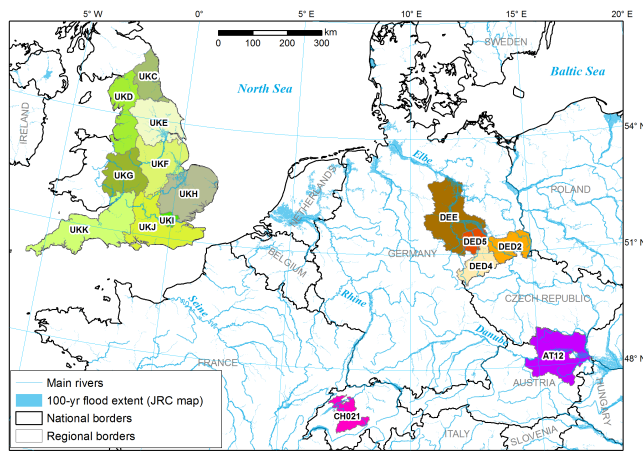 5° W
0°
5° E
10° E
15° E
20° E
0 50 100 200 300
km
SWEDEN
Baltic Sea
North Sea
UKC
UKD
UKE
IRELAND
54°N
Elbe
UKF
UKG
UKH
NETHERLANDS
POLAND
DEE
UKI
UKK
UKJ
DED5
DED2
51°N
GERMANY
BELGIUM
DED4
Rhine
CZECH REPUBLIC
Seine
Danube
AT12
48°N
FRANCE
AUSTRIA
HUNGARY
CH021
ITALY
SLOVENIA
Main rivers
100-yr flood extent (JRC map)
National borders
Regional borders